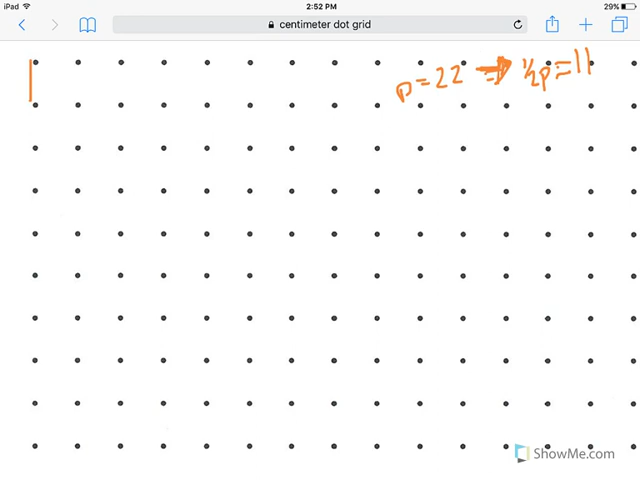 iPad 2:52 PM 29%
centimeter dot grid
p = 22 ⇒ ½p = 11
ShowMe.com